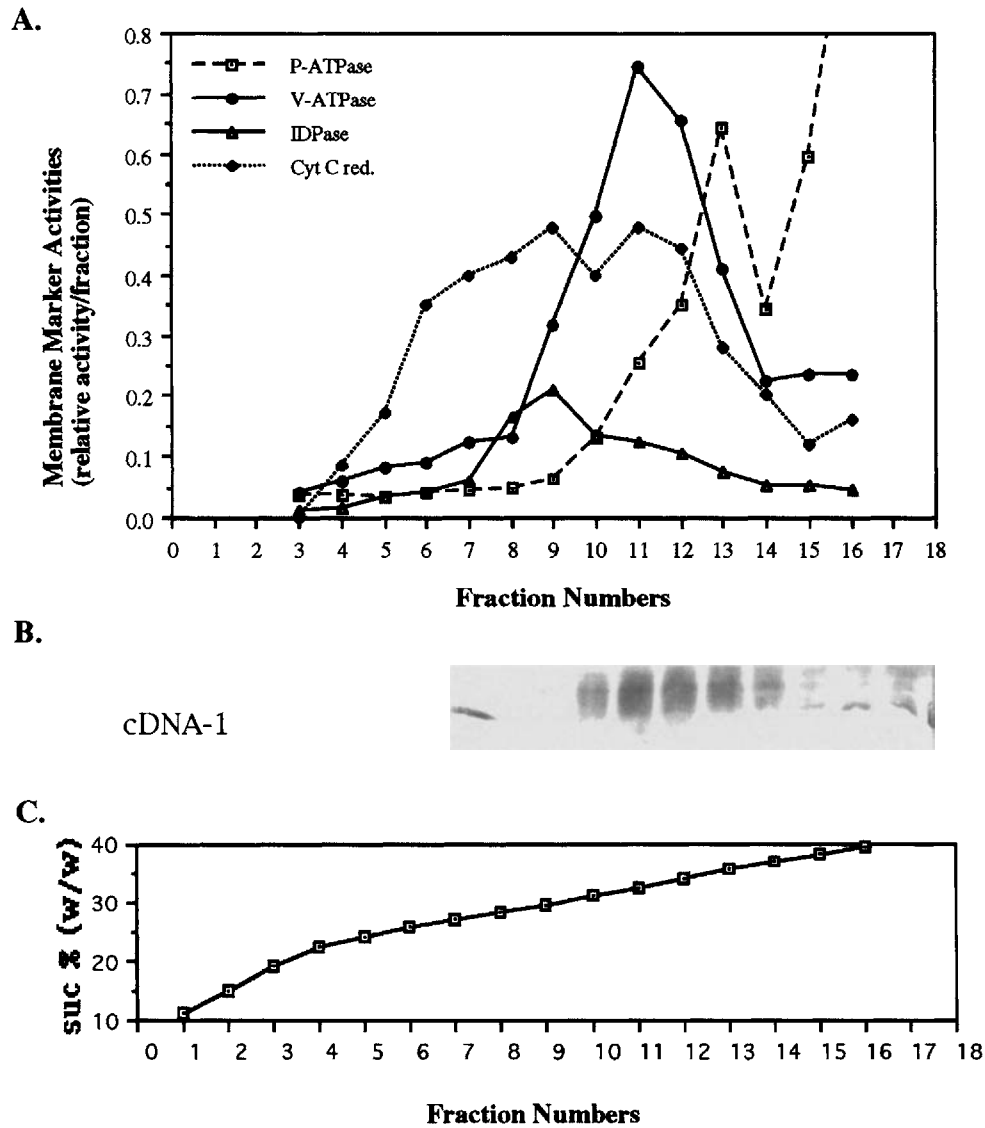 A.
Membrane Marker Activities
(relative activity/fraction)
0.8
0.7
0.6
0.5
0.4
0.3
0.2
0.1
0.0
P-ATPase
V-ATPase
IDPase
Cyt C red.
0 1 2 3 4 5 6 7 8 9 10 11 12 13 14 15 16 17 18
Fraction Numbers
B.
cDNA-1
C.
suc % (w/w)
40
30
20
10
0 1 2 3 4 5 6 7 8 9 10 11 12 13 14 15 16 17 18
Fraction Numbers